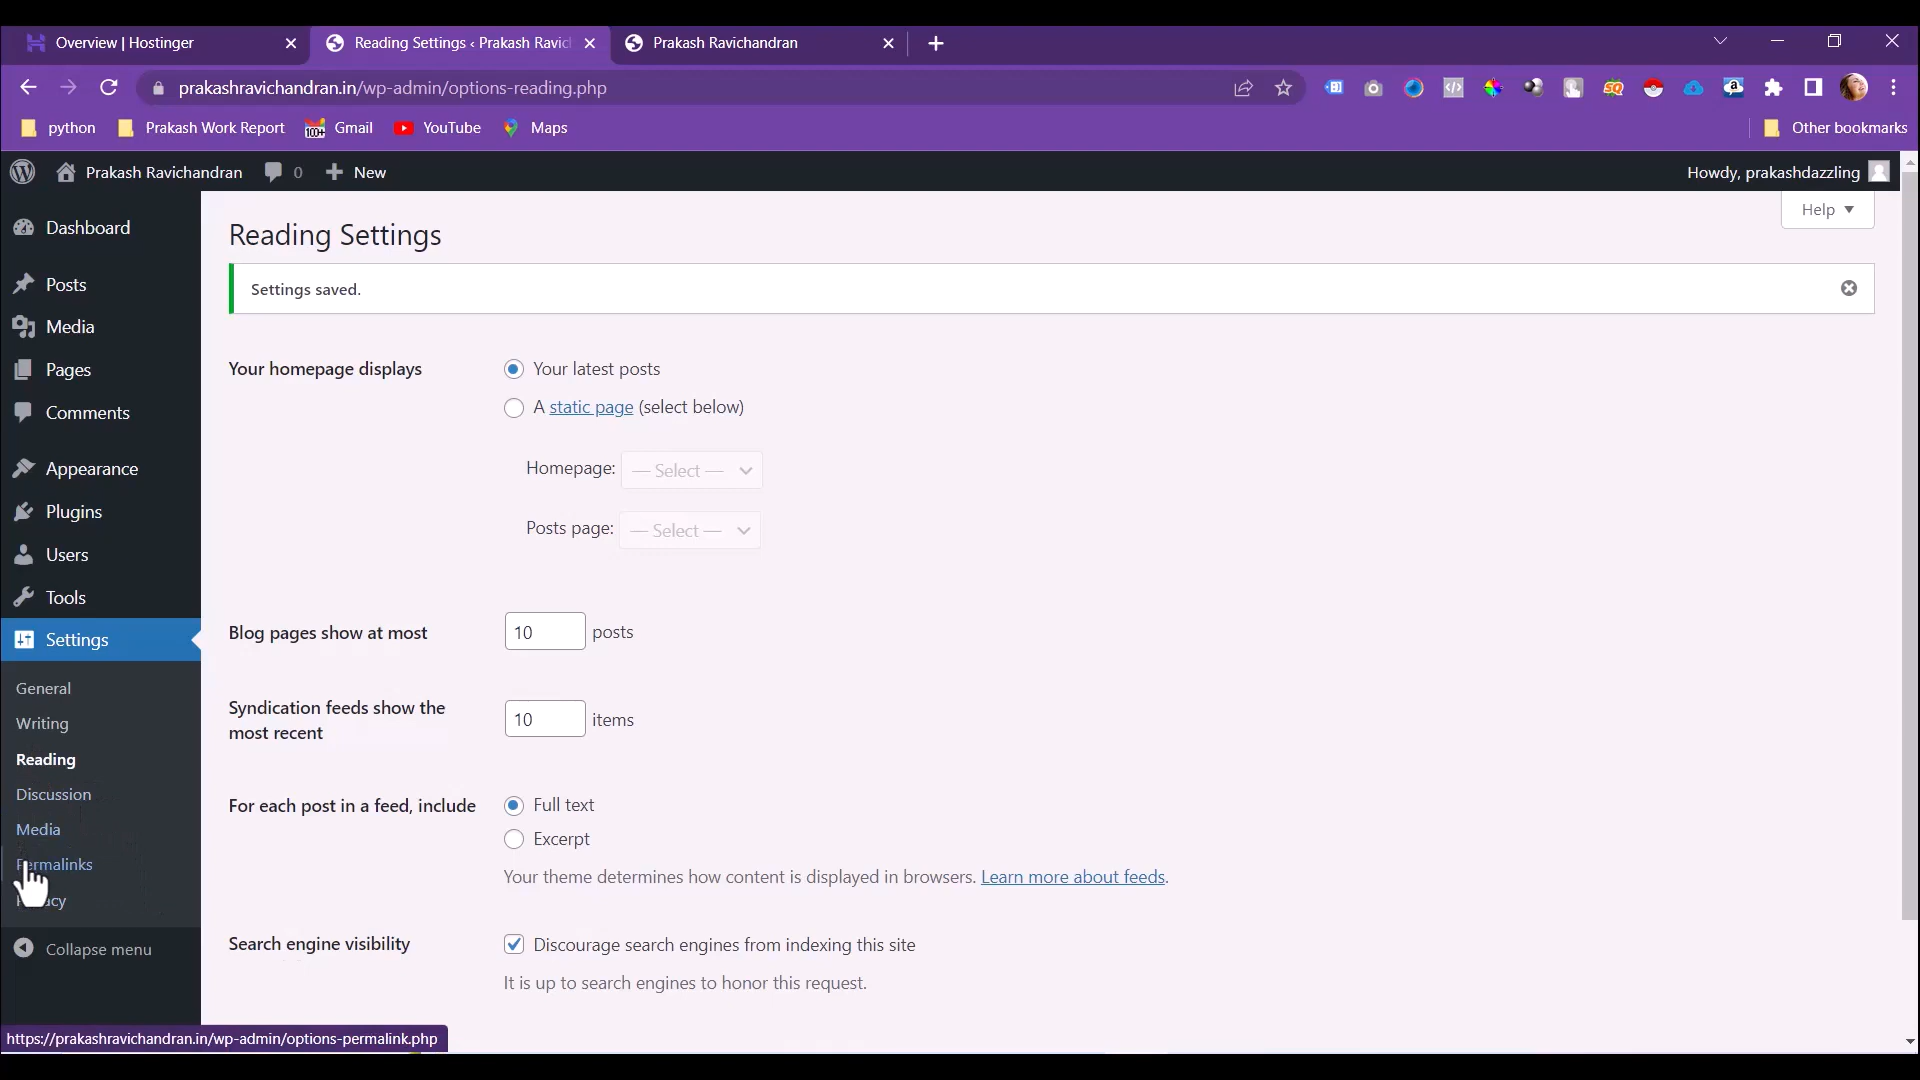 Overview | Hostinger
Reading Settings ‹ Prakash Ravic
Prakash Ravichandran
prakashravichandran.in/wp-admin/options-reading.php
python
Prakash Work Report
100+
Gmail
YouTube
Maps
Other bookmarks
Prakash Ravichandran
0
New
Howdy, prakashdazzling
Help
Dashboard
Posts
Media
Pages
Comments
Appearance
Plugins
Users
Tools
Settings
General
Writing
Reading
Discussion
Media
Permalinks
Collapse menu
Reading Settings
Settings saved.
Your homepage displays
Your latest posts
A static page (select below)
Homepage: — Select —
Posts page: — Select —
Blog pages show at most
10 posts
Syndication feeds show the
most recent
10 items
For each post in a feed, include
Full text
Excerpt
Your theme determines how content is displayed in browsers. Learn more about feeds.
Search engine visibility
Discourage search engines from indexing this site
It is up to search engines to honor this request.
https://prakashravichandran.in/wp-admin/options-permalink.php